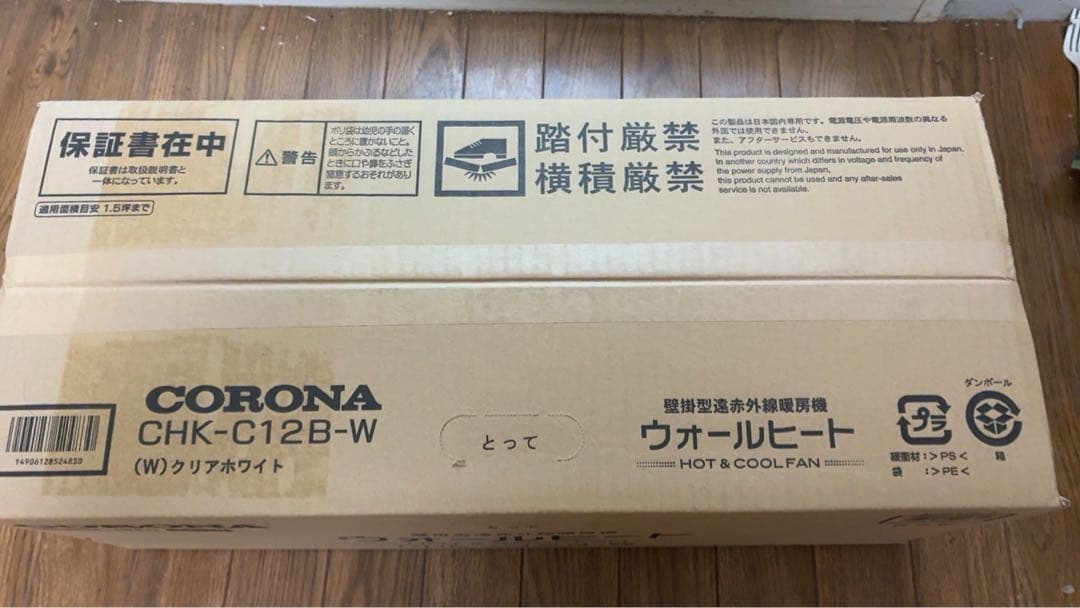 保証書在中
保証書は取扱説明書と
一体になっています。
適用面積目安 1.5坪まで
⚠警告
ポリ袋は幼児の手の届く
ところに置かないこと。
頭からかぶるなどした
ときに口や鼻をふさぎ
窒息するおそれがあり
ます。
踏付厳禁
横積厳禁
この製品は日本国内専用です。電源電圧や電源周波数の異なる
外国では使用できません。
また、アフターサービスもできません。
This product is designed and manufactured for use only in Japan.
In another country which differs in voltage and frequency of
the power supply from Japan,
this product cannot be used and any after-sales
service is not available.
CORONA
CHK-C12B-W
(W)クリアホワイト
14906128524830
とって
壁掛型遠赤外線暖房機
ウォールヒート
HOT & COOL FAN
プラ
緩衝材:>PS<
袋 :>PE<
ダンボール
箱
CORONA
とって